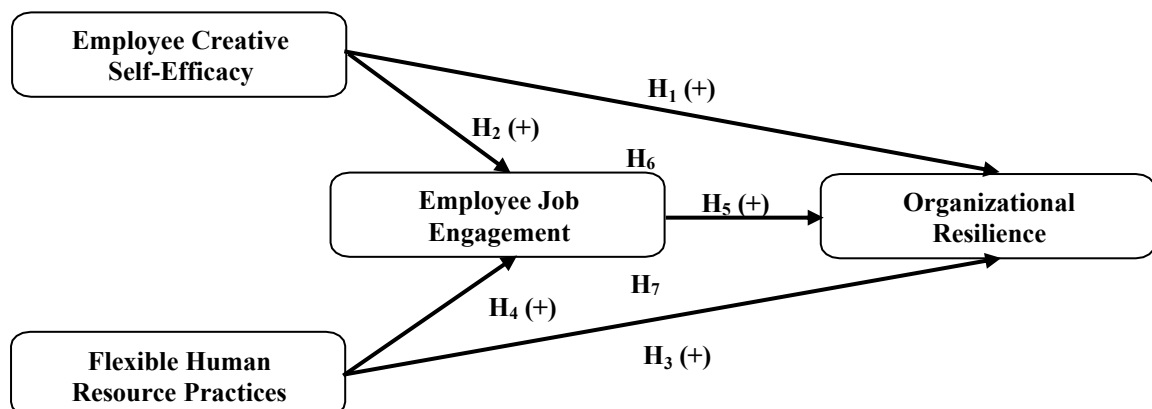 Employee Creative
Self-Efficacy
H₁ (+)
H₂ (+)
H₆
Employee Job
Engagement
H₅ (+)
Organizational
Resilience
H₇
H₄ (+)
H₃ (+)
Flexible Human
Resource Practices